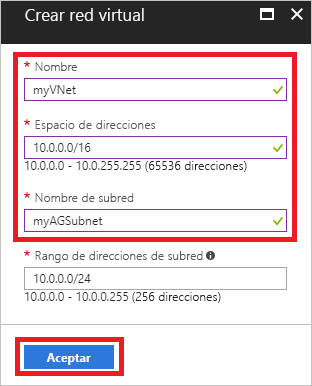 Crear red virtual
* Nombre
myVNet
* Espacio de direcciones
10.0.0.0/16
10.0.0.0 - 10.0.255.255 (65536 direcciones)
* Nombre de subred
myAGSubnet
* Rango de direcciones de subred
10.0.0.0/24
10.0.0.0 - 10.0.0.255 (256 direcciones)
Aceptar